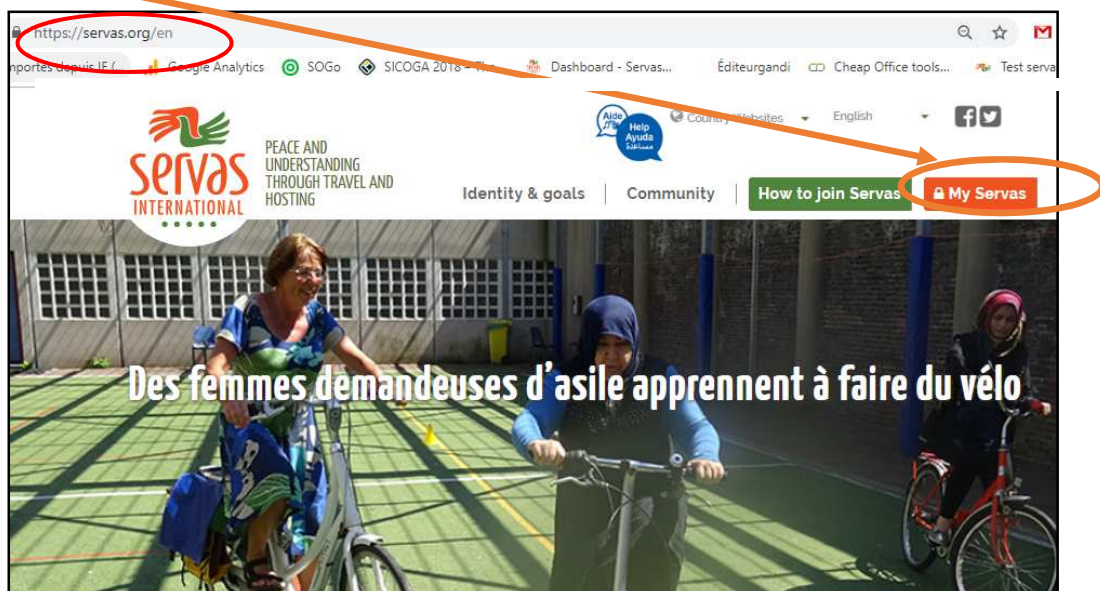 https://servas.org/en
Google Analytics SOGo SICOGA 2018 Dashboard - Servas... Éditeurgandi Cheap Office tools... Test serva
Aide
Help
Ayuda
مساعدة
Country Websites English
servas
INTERNATIONAL
PEACE AND
UNDERSTANDING
THROUGH TRAVEL AND
HOSTING
Identity & goals Community How to join Servas My Servas
Des femmes demandeuses d'asile apprennent à faire du vélo